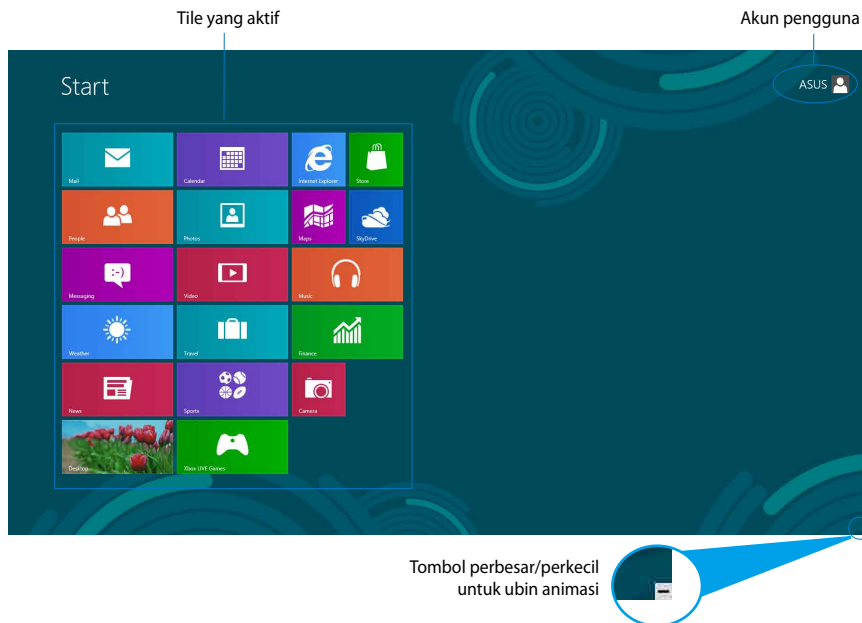 Tile yang aktif
Akun pengguna
Start
ASUS
Mail
Calendar
Internet Explorer
Store
People
Photos
Maps
SkyDrive
Messaging
Video
Music
:-)
Weather
Travel
Finance
News
Sports
Camera
Desktop
Xbox LIVE Games
Tombol perbesar/perkecil
untuk ubin animasi